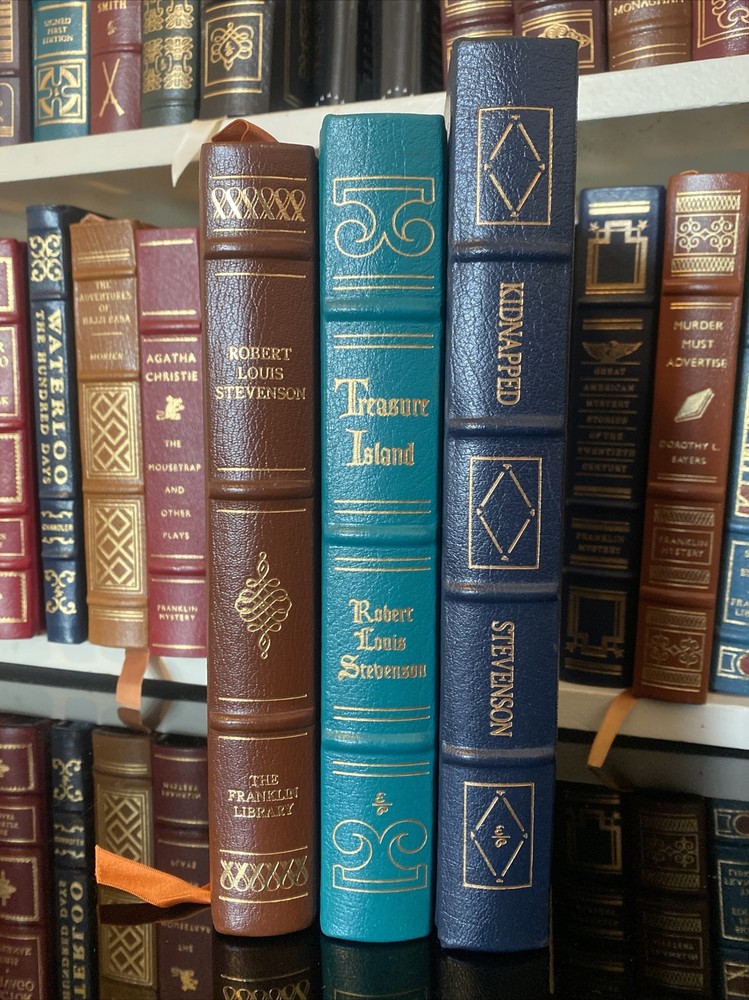 SIGNED
FIRST
EDITION
SMITH
MONAGHAN
WATERLOO
THE HUNDRED DAYS
CHANDLER
THE
ADVENTURES
OF
HAJJI BABA
MORIER
AGATHA
CHRISTIE
THE
MOUSETRAP
AND
OTHER
PLAYS
FRANKLIN
MYSTERY
ROBERT
LOUIS
STEVENSON
THE
FRANKLIN
LIBRARY
Treasure
Island
Robert
Louis
Stevenson
KIDNAPPED
STEVENSON
GREAT
AMERICAN
MYSTERY
STORIES
OF THE
TWENTIETH
CENTURY
FRANKLIN
MYSTERY
MURDER
MUST
ADVERTISE
DOROTHY L.
SAYERS
FRANKLIN
MYSTERY